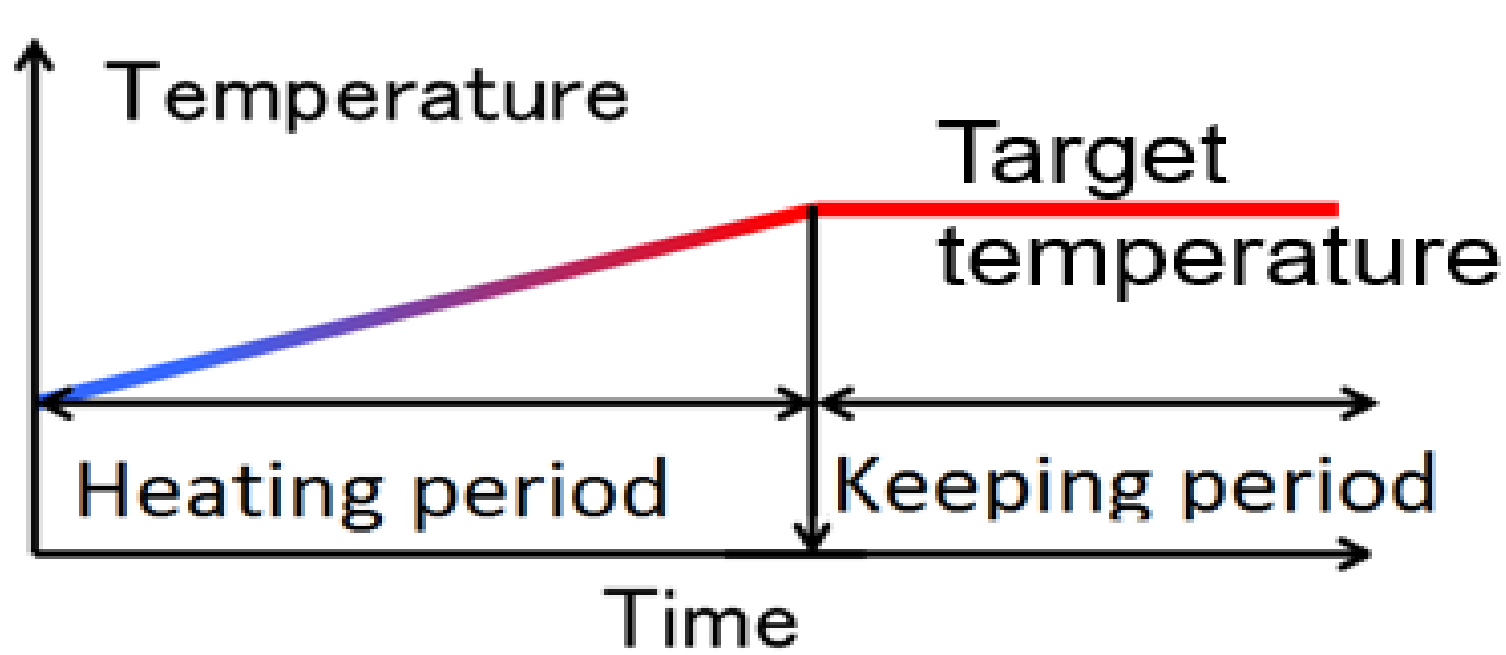 Temperature
Target
temperature
Heating period
Keeping period
Time